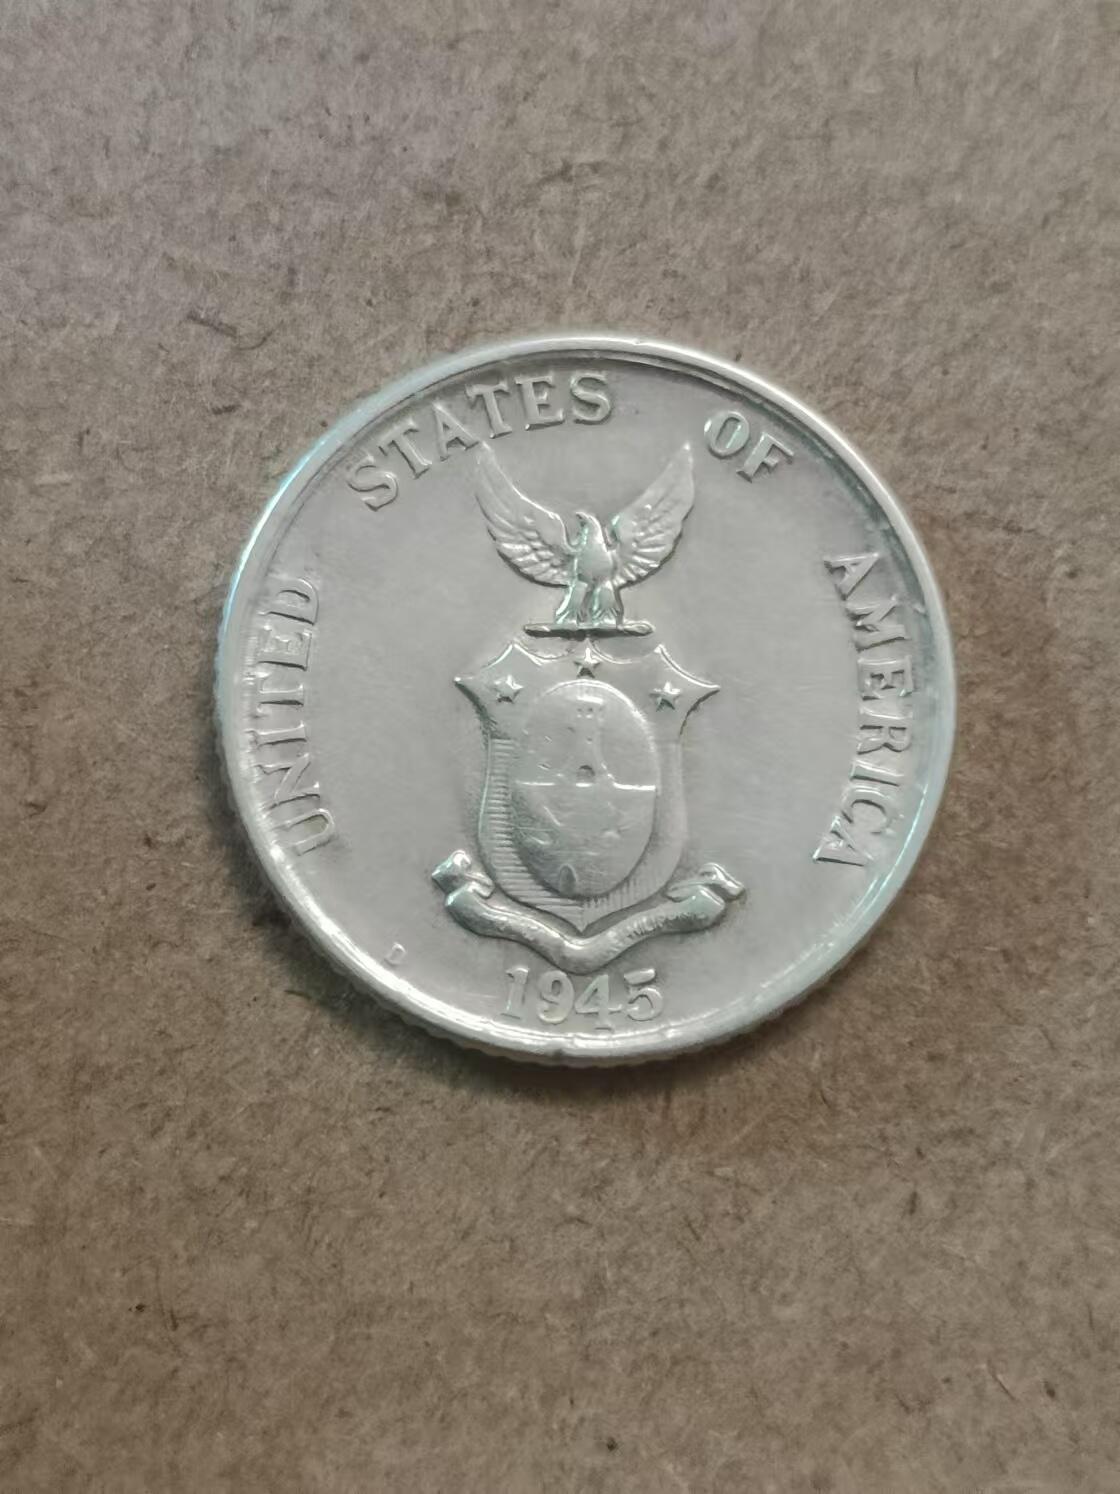 UNITED STATES OF AMERICA
D
1945